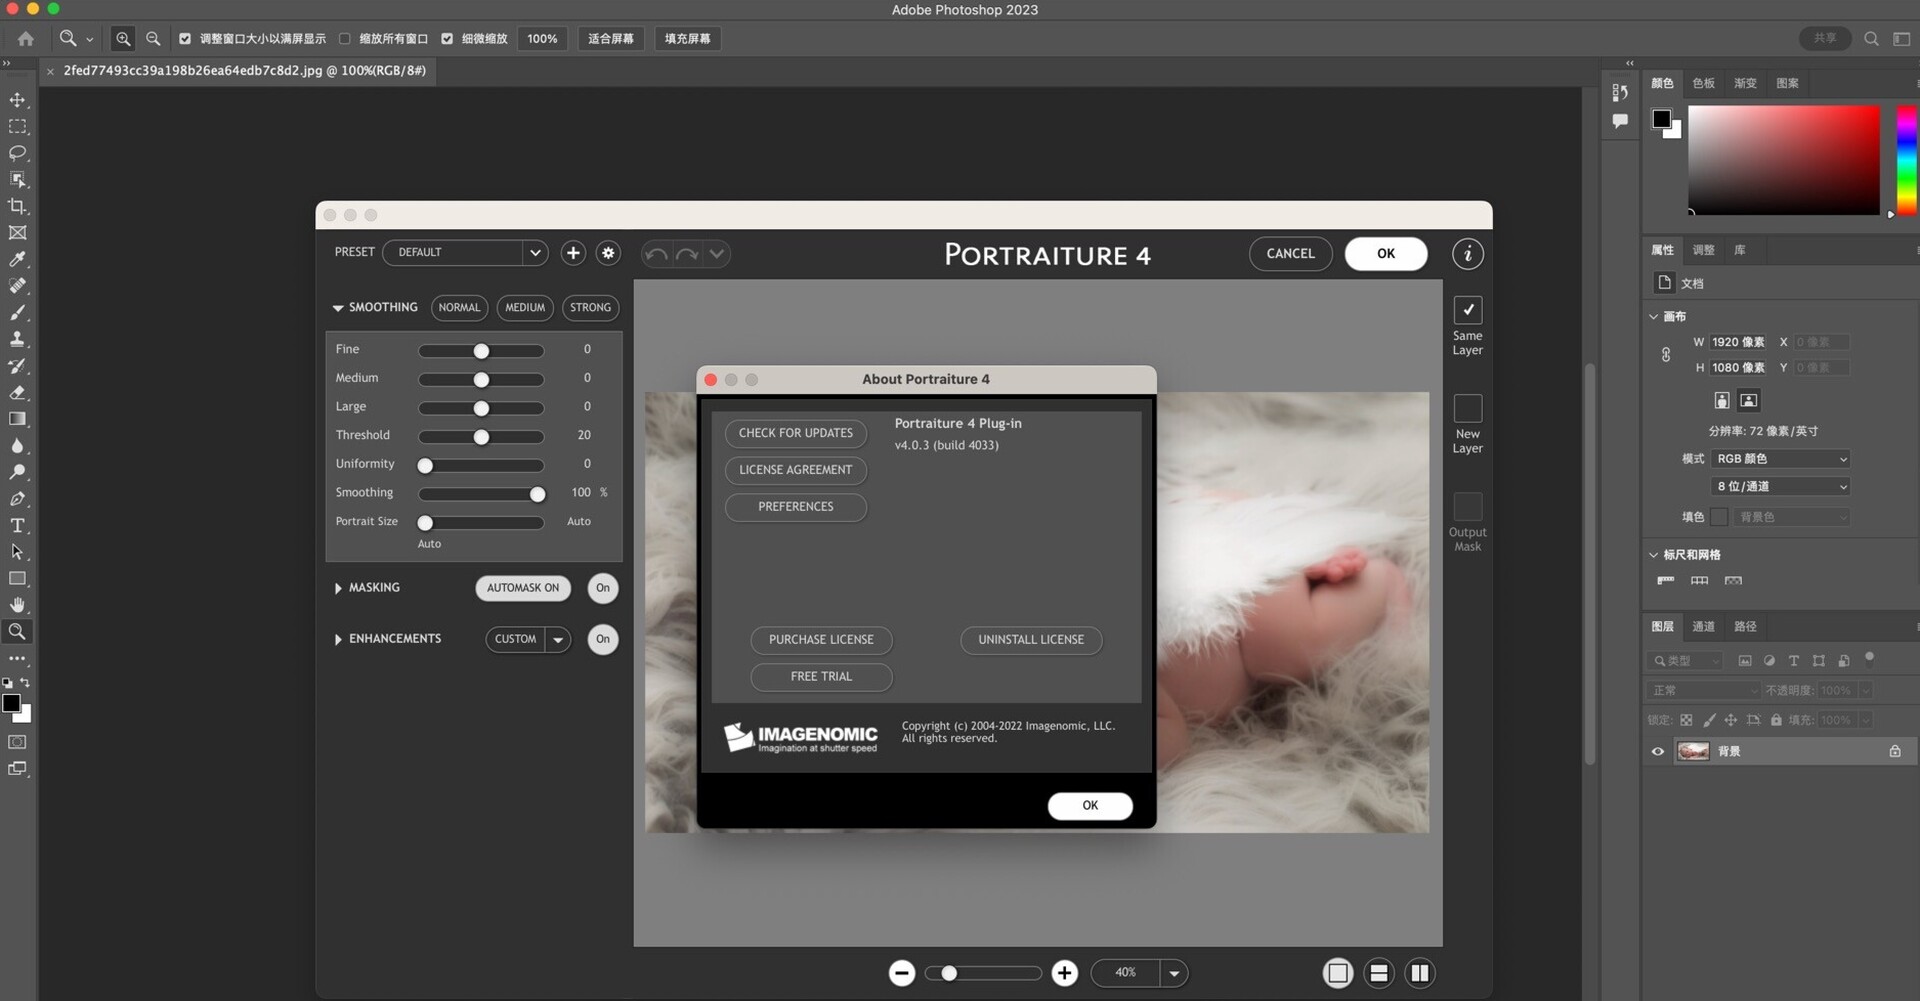 Adobe Photoshop 2023
调整窗口大小以满屏显示 缩放所有窗口 细微缩放 100% 适合屏幕 填充屏幕 共享
2fed77493cc39a198b26ea64edb7c8d2.jpg @ 100%(RGB/8#)
PRESET DEFAULT
PORTRAITURE 4
CANCEL OK
SMOOTHING NORMAL MEDIUM STRONG
Fine 0
Medium 0
Large 0
Threshold 20
Uniformity 0
Smoothing 100 %
Portrait Size Auto
Auto
MASKING AUTOMASK ON On
ENHANCEMENTS CUSTOM On
Same
Layer
New
Layer
Output
Mask
About Portraiture 4
CHECK FOR UPDATES
LICENSE AGREEMENT
PREFERENCES
Portraiture 4 Plug-in
v4.0.3 (build 4033)
PURCHASE LICENSE UNINSTALL LICENSE
FREE TRIAL
IMAGENOMIC
Imagination at shutter speed
Copyright (c) 2004-2022 Imagenomic, LLC.
All rights reserved.
OK
40%
颜色 色板 渐变 图案
属性 调整 库
文档
画布
W 1920 像素 X 0 像素
H 1080 像素 Y 0 像素
分辨率: 72 像素/英寸
模式 RGB 颜色
8 位/通道
填色 背景色
标尺和网格
图层 通道 路径
类型
正常 不透明度: 100%
锁定: 填充: 100%
背景